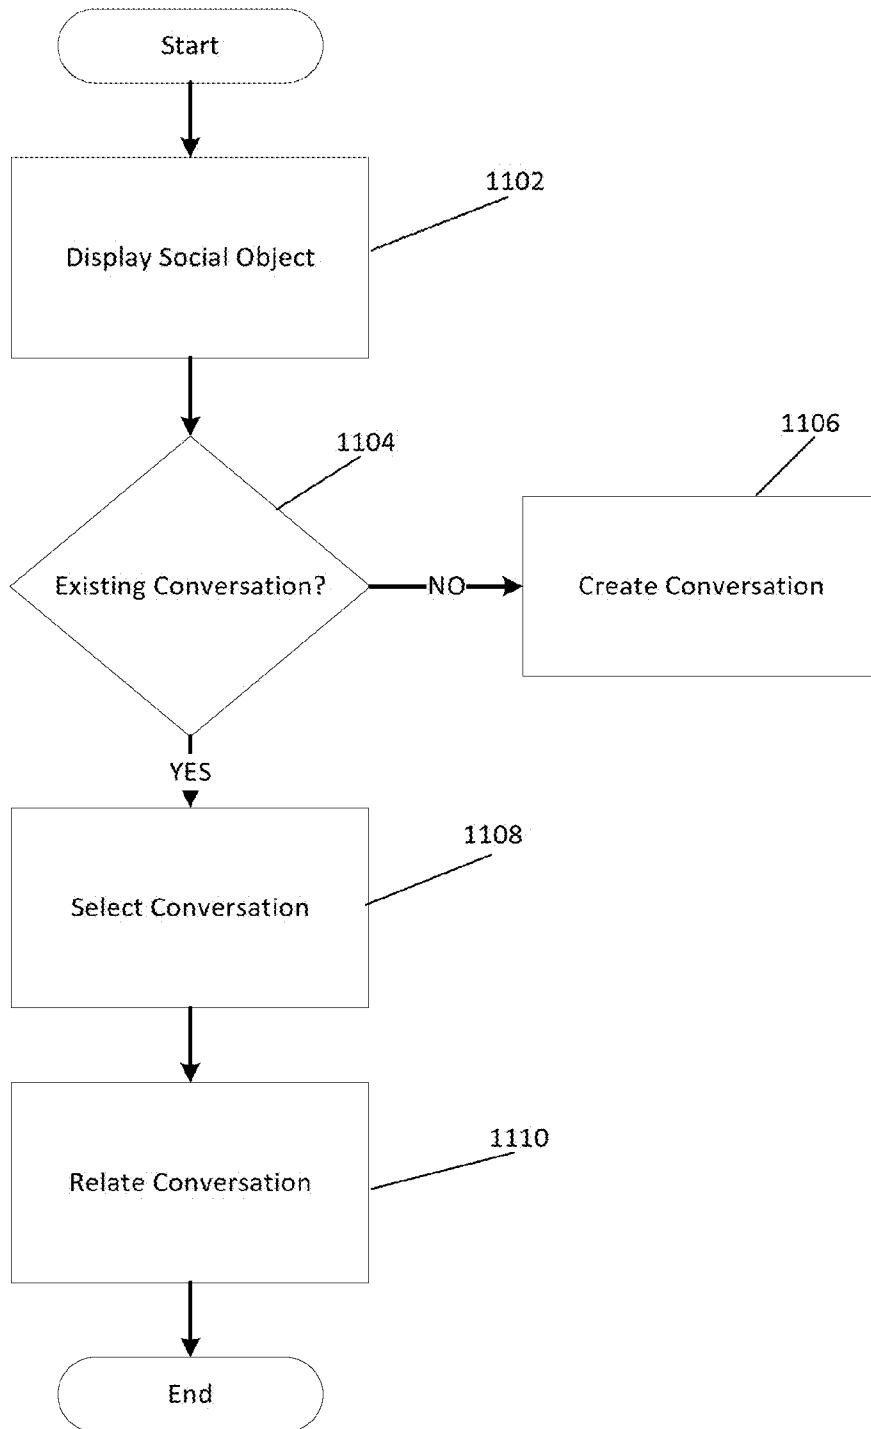 Start
1102
Display Social Object
1104
1106
Existing Conversation?
NO
Create Conversation
YES
1108
Select Conversation
1110
Relate Conversation
End